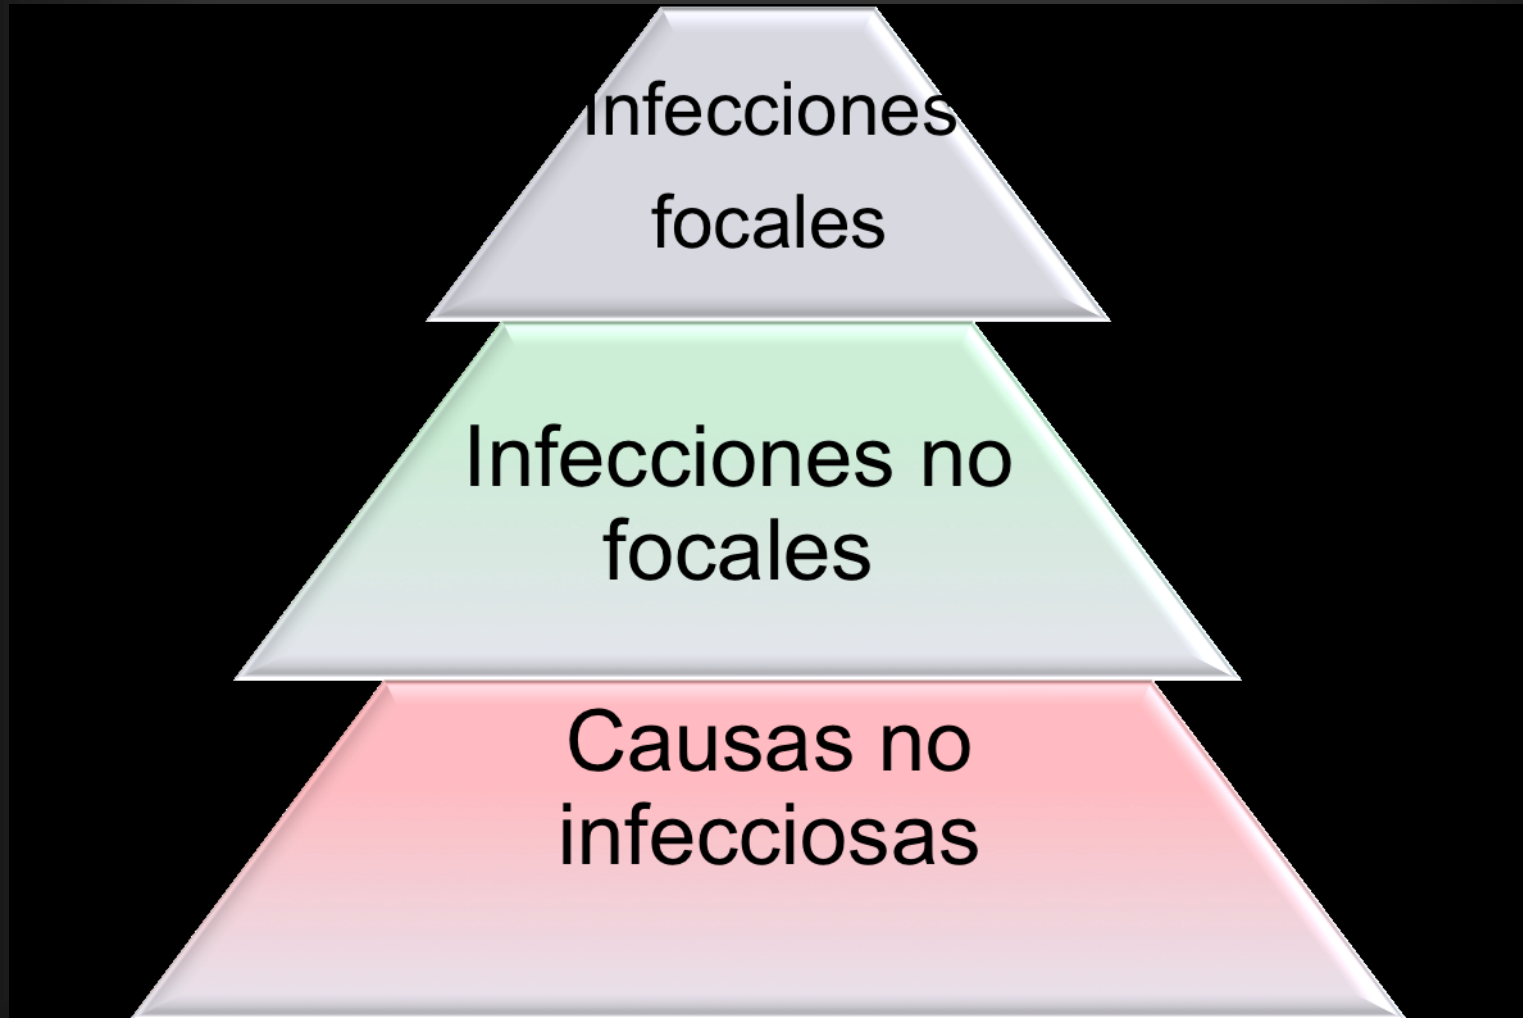 Infecciones
focales
Infecciones no
focales
Causas no
infecciosas